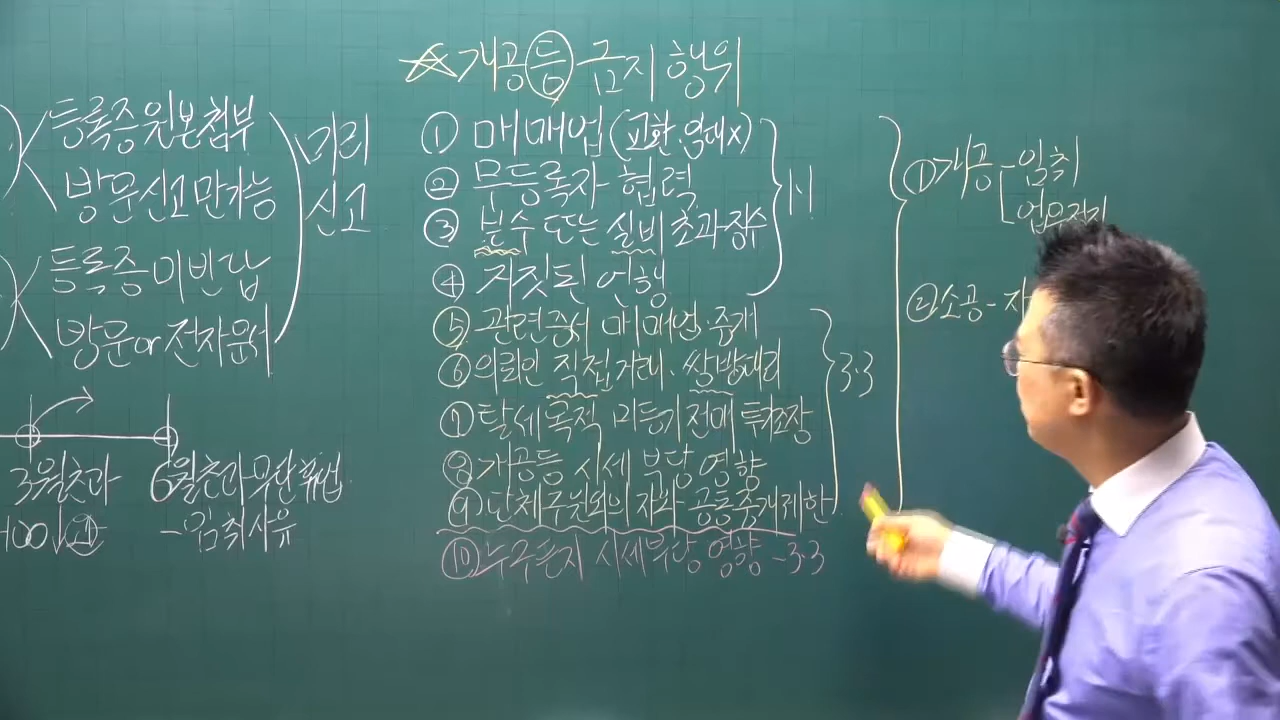 등록증원본첨부
방문신고만가능
등록증미반납
방문or전자문서
거리
신고
3월초과
6월초과무단휴업
100↓과
-임취사유
☆개공등금지행위
① 매매업(교환·임대x)
② 무등록자 협력
③ 보수 또는 실비 초과징수
④ 거짓된 언행
1·1
⑤ 관련증서 매매업·중개
⑥ 의뢰인 직접거래·쌍방대리
⑦ 탈세목적 미등기전매 투조장
⑧ 개공등 시세 부당 영향
⑨ 단체구원외의 자와 공동중개제한
3·3
⑩ 누구든지 시세부당 영향 -3·3
① 개공-임취
업무정지
② 소공-자